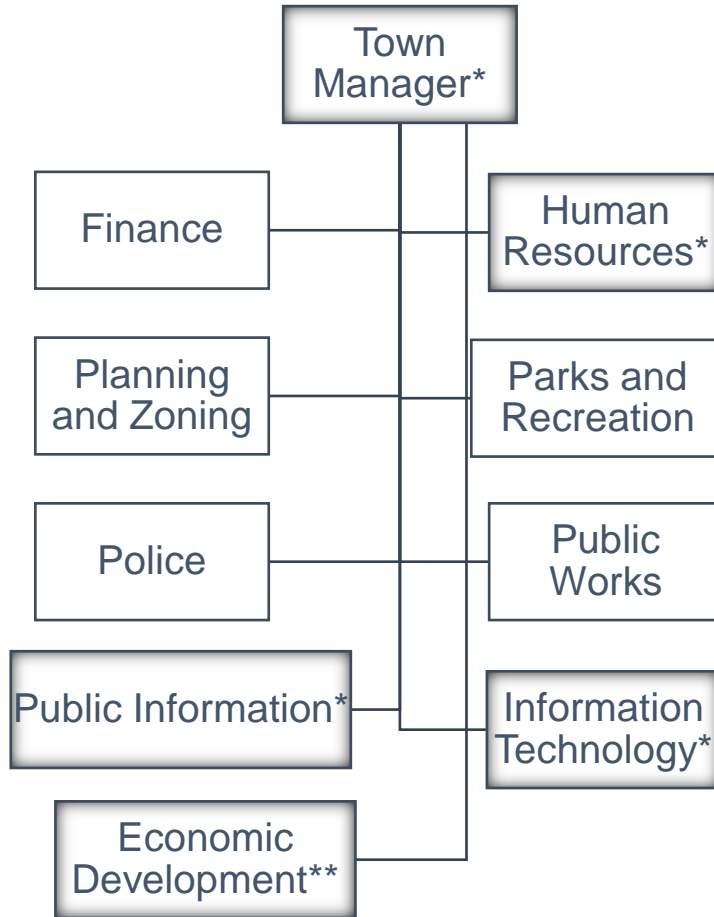 Town
Manager*
Finance
Human
Resources*
Planning
and Zoning
Parks and
Recreation
Police
Public
Works
Public Information*
Information
Technology*
Economic
Development**